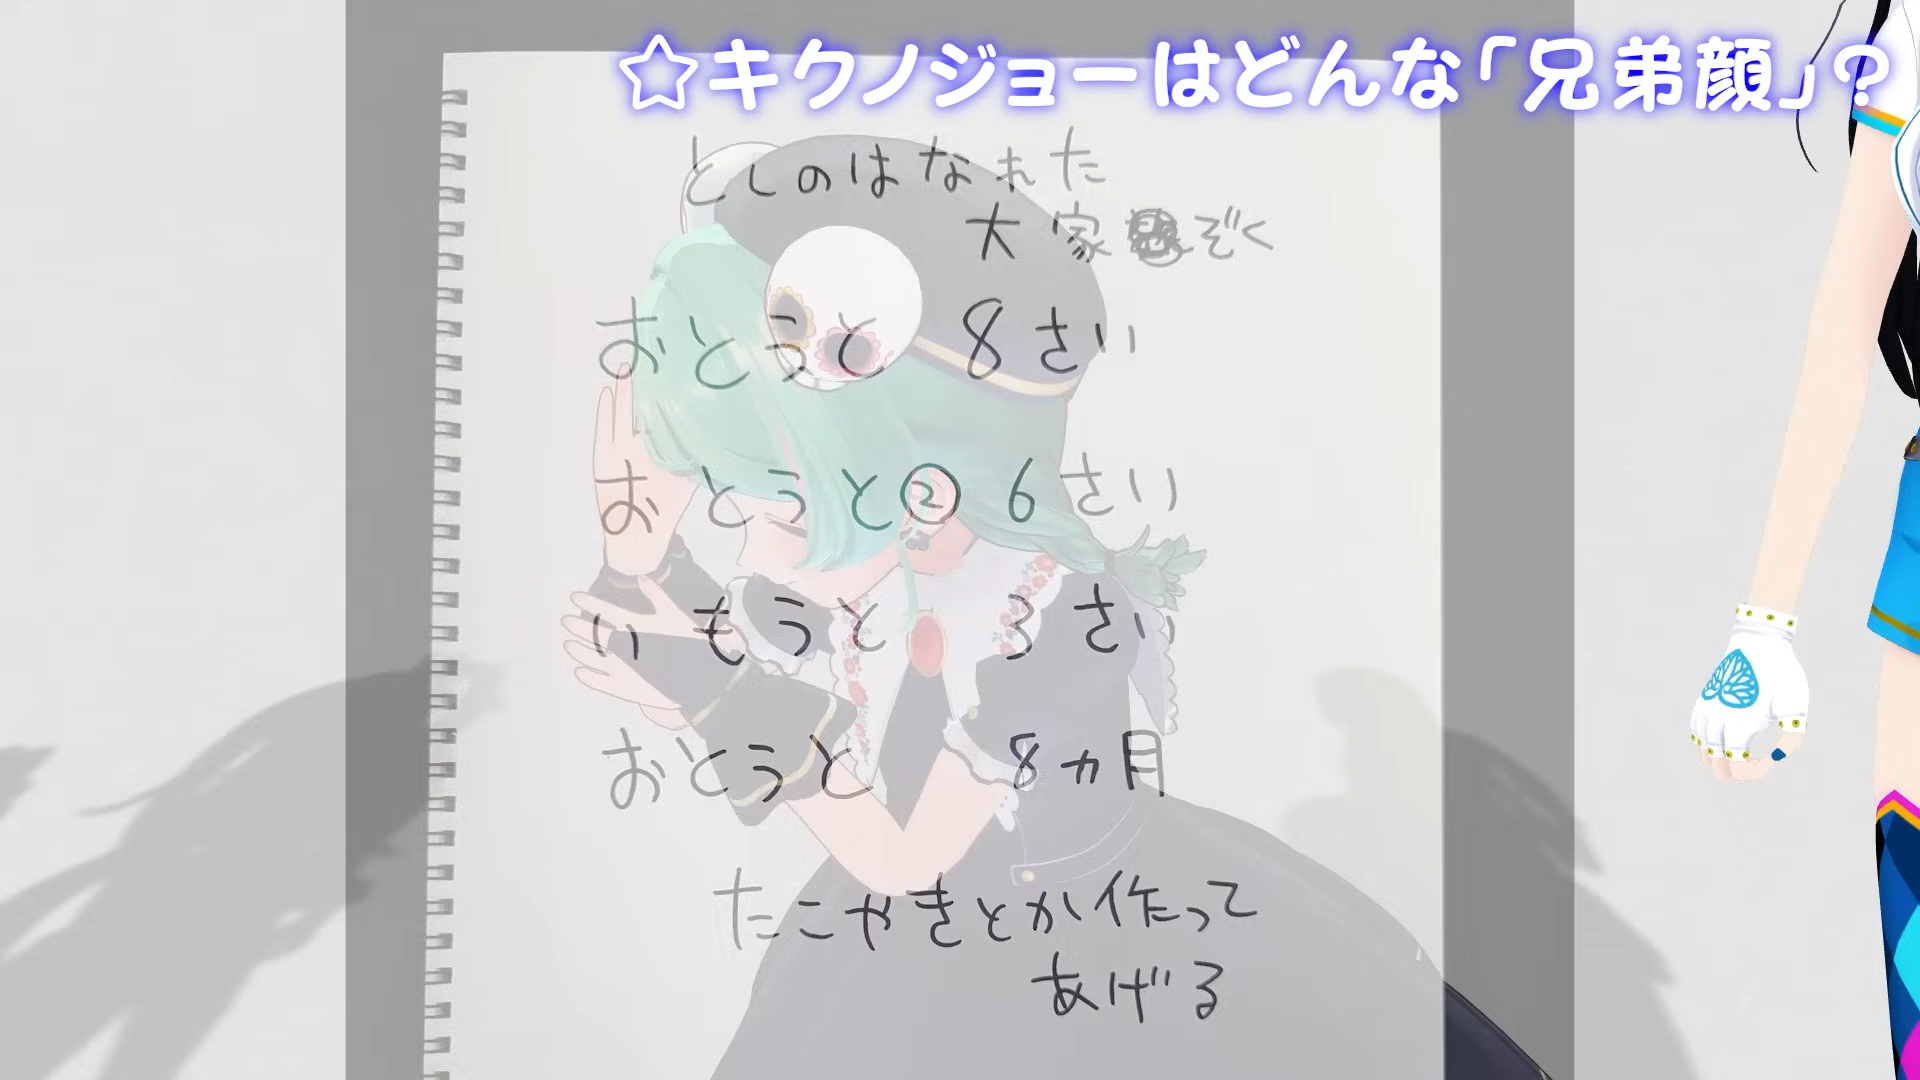 ☆キクノジョーはどんな「兄弟顔」?
としのはなれた
大家ぞく
おとうと 8さい
おとうと② 6さい
いもうと 3さい
おとうと 8カ月
たこやきとか作って
あげる